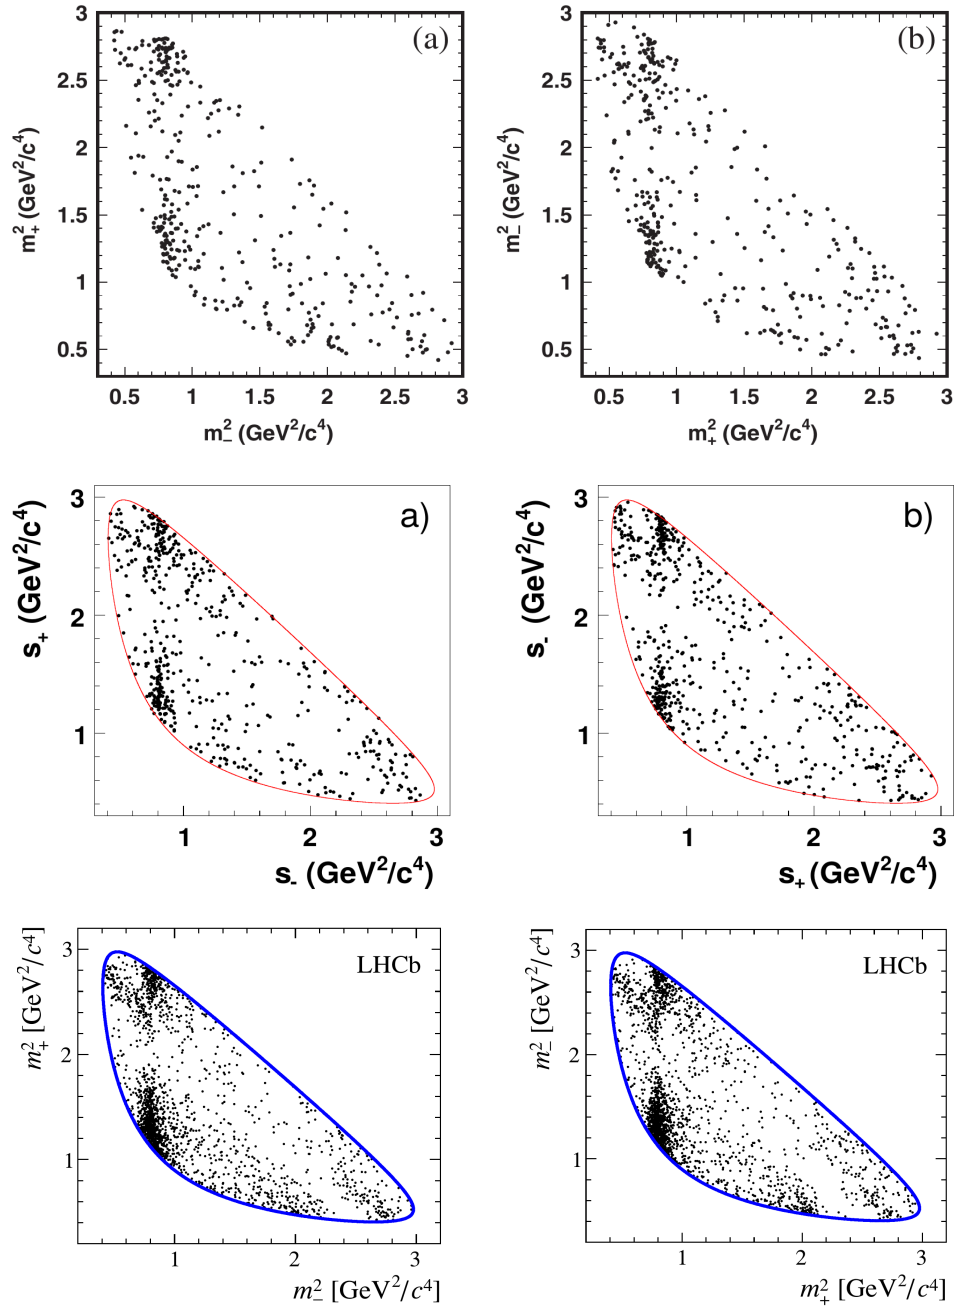 (a)
3
2.5
2
1.5
1
0.5
m²₊ (GeV²/c⁴)
0.5 1 1.5 2 2.5 3
m²₋ (GeV²/c⁴)
(b)
3
2.5
2
1.5
1
0.5
m²₋ (GeV²/c⁴)
0.5 1 1.5 2 2.5 3
m²₊ (GeV²/c⁴)
a)
3
2
1
s₊ (GeV²/c⁴)
1 2 3
s₋ (GeV²/c⁴)
b)
3
2
1
s₋ (GeV²/c⁴)
1 2 3
s₊ (GeV²/c⁴)
LHCb
3
2
1
m²₊ [GeV²/c⁴]
1 2 3
m²₋ [GeV²/c⁴]
LHCb
3
2
1
m²₋ [GeV²/c⁴]
1 2 3
m²₊ [GeV²/c⁴]